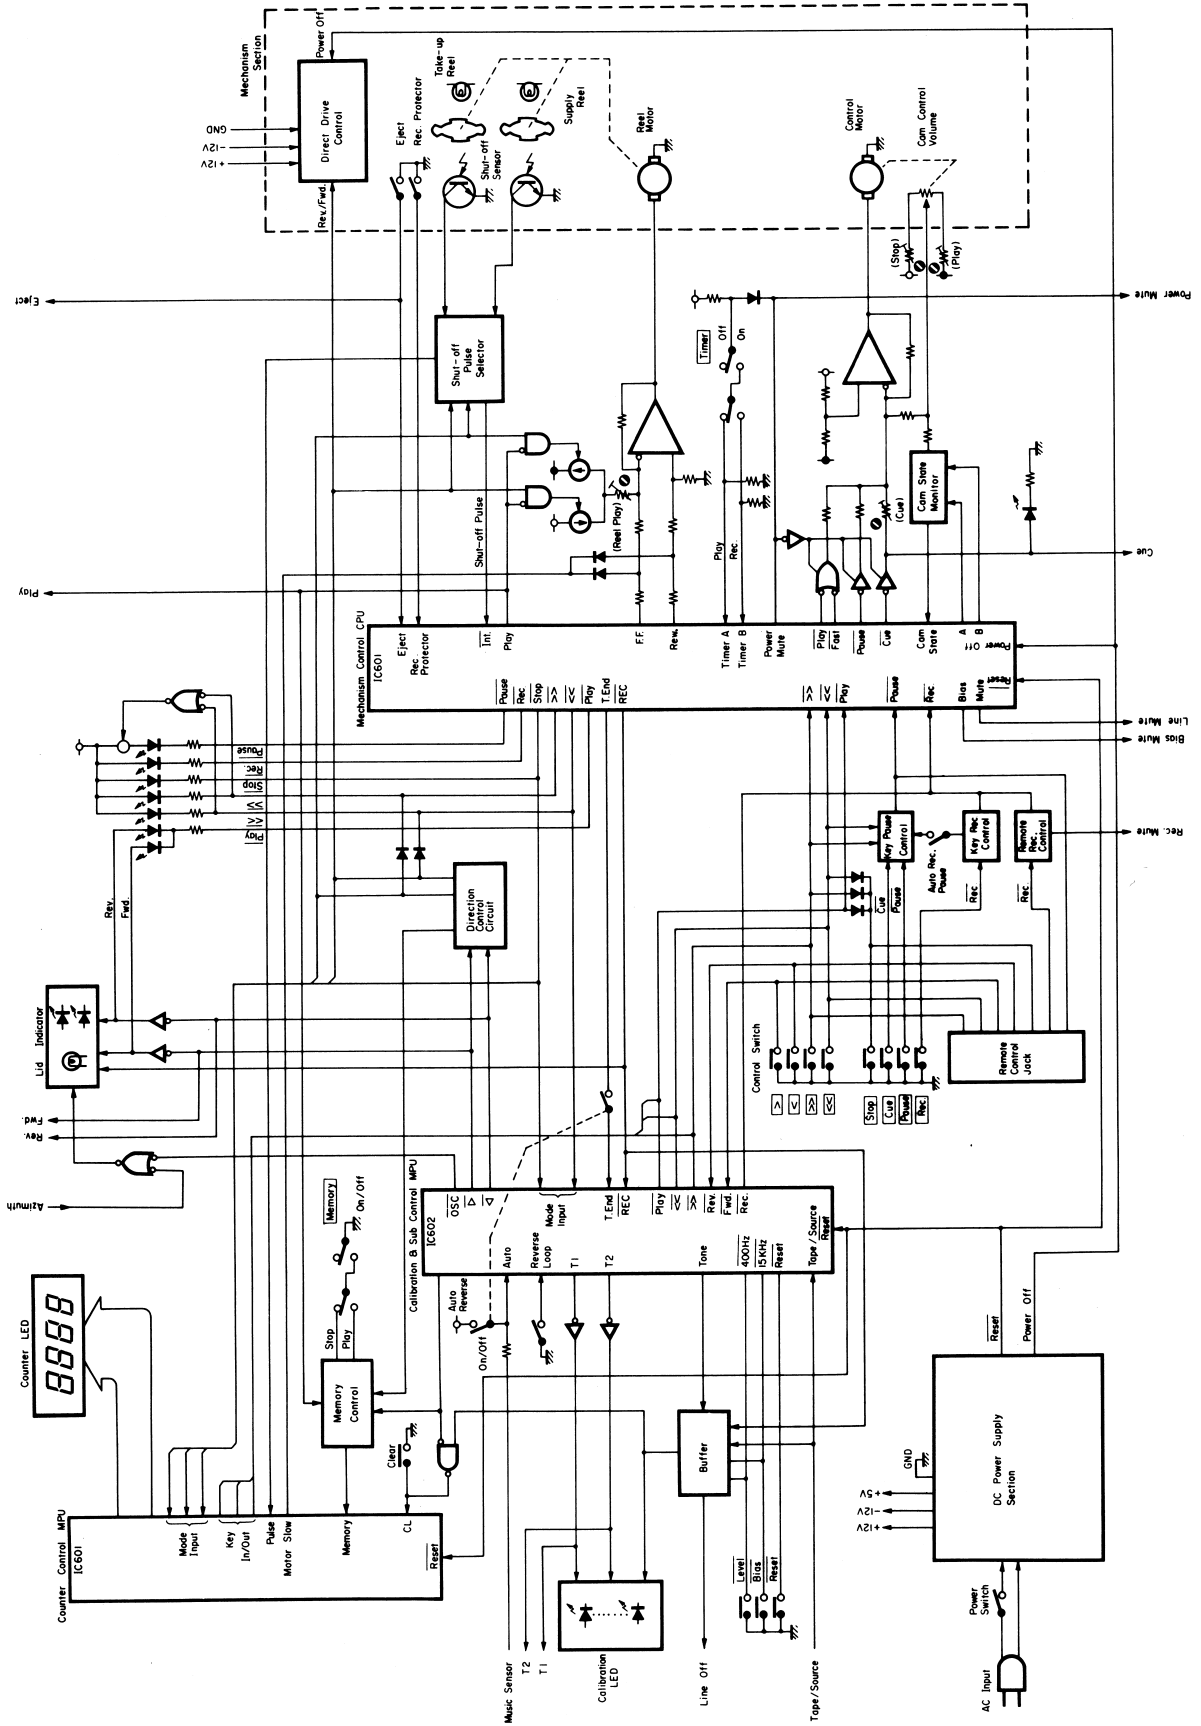 Mechanism
Section
Power Off
Direct Drive
Control
GND
-12V
+12V
Rev./Fwd.
Eject
Rec. Protector
Take-up
Reel
Shut-off
Sensor
Supply
Reel
Reel
Motor
Control
Motor
Cam Control
Volume
(Stop)
(Play)
Eject
Shut-off
Pulse
Selector
Timer
Off
On
Power Mute
Shut-off Pulse
(Reel Play)
Play
Rec.
Cam State
Monitor
(Cue)
Cue
Play
Mechanism Control CPU
IC601
Eject
Rec.
Protector
Int.
Play
F.F.
Rew.
Timer A
Timer B
Power
Mute
Play
Fast
Pause
Cue
Cam
State
A
B
Power Off
Pause
Rec
Stop
>>
<<
Play
T.End
REC
>>
<<
Play
Pause
Rec.
Bias
Mute
Reset
Line Mute
Bias Mute
Pause
Rec.
Stop
>>
<<
Play
Rev.
Fwd.
Direction
Control
Circuit
Key Pause
Control
Auto Rec.
Pause
Key Rec
Control
Remote
Rec.
Control
Rec. Mute
Cue
Pause
Rec
Rec.
Lid Indicator
Control Switch
>
<
>>
<<
Stop
Cue
Pause
Rec
Remote
Control
Jack
Fwd.
Rev.
Azimuth
Calibration & Sub Control MPU
IC602
OSC
Mode
Input
T.End
REC
Play
<<
>>
Rev.
Fwd.
Rec.
Auto
Reverse
Loop
T1
T2
Tone
400Hz
15KHz
Reset
Tape/Source
Reset
Memory
On/Off
Stop
Play
Memory
Control
Auto
Reverse
On/Off
Clear
Buffer
Counter LED
8888
Counter Control MPU
IC601
Mode
Input
Key
In/Out
Pulse
Motor Slow
Memory
CL
Reset
Music Sensor
T2
T1
Calibration
LED
Line Off
Level
Bias
Reset
Tape/Source
Reset
Power Off
GND
+5V
-12V
+12V
DC Power Supply
Section
Power
Switch
AC Input